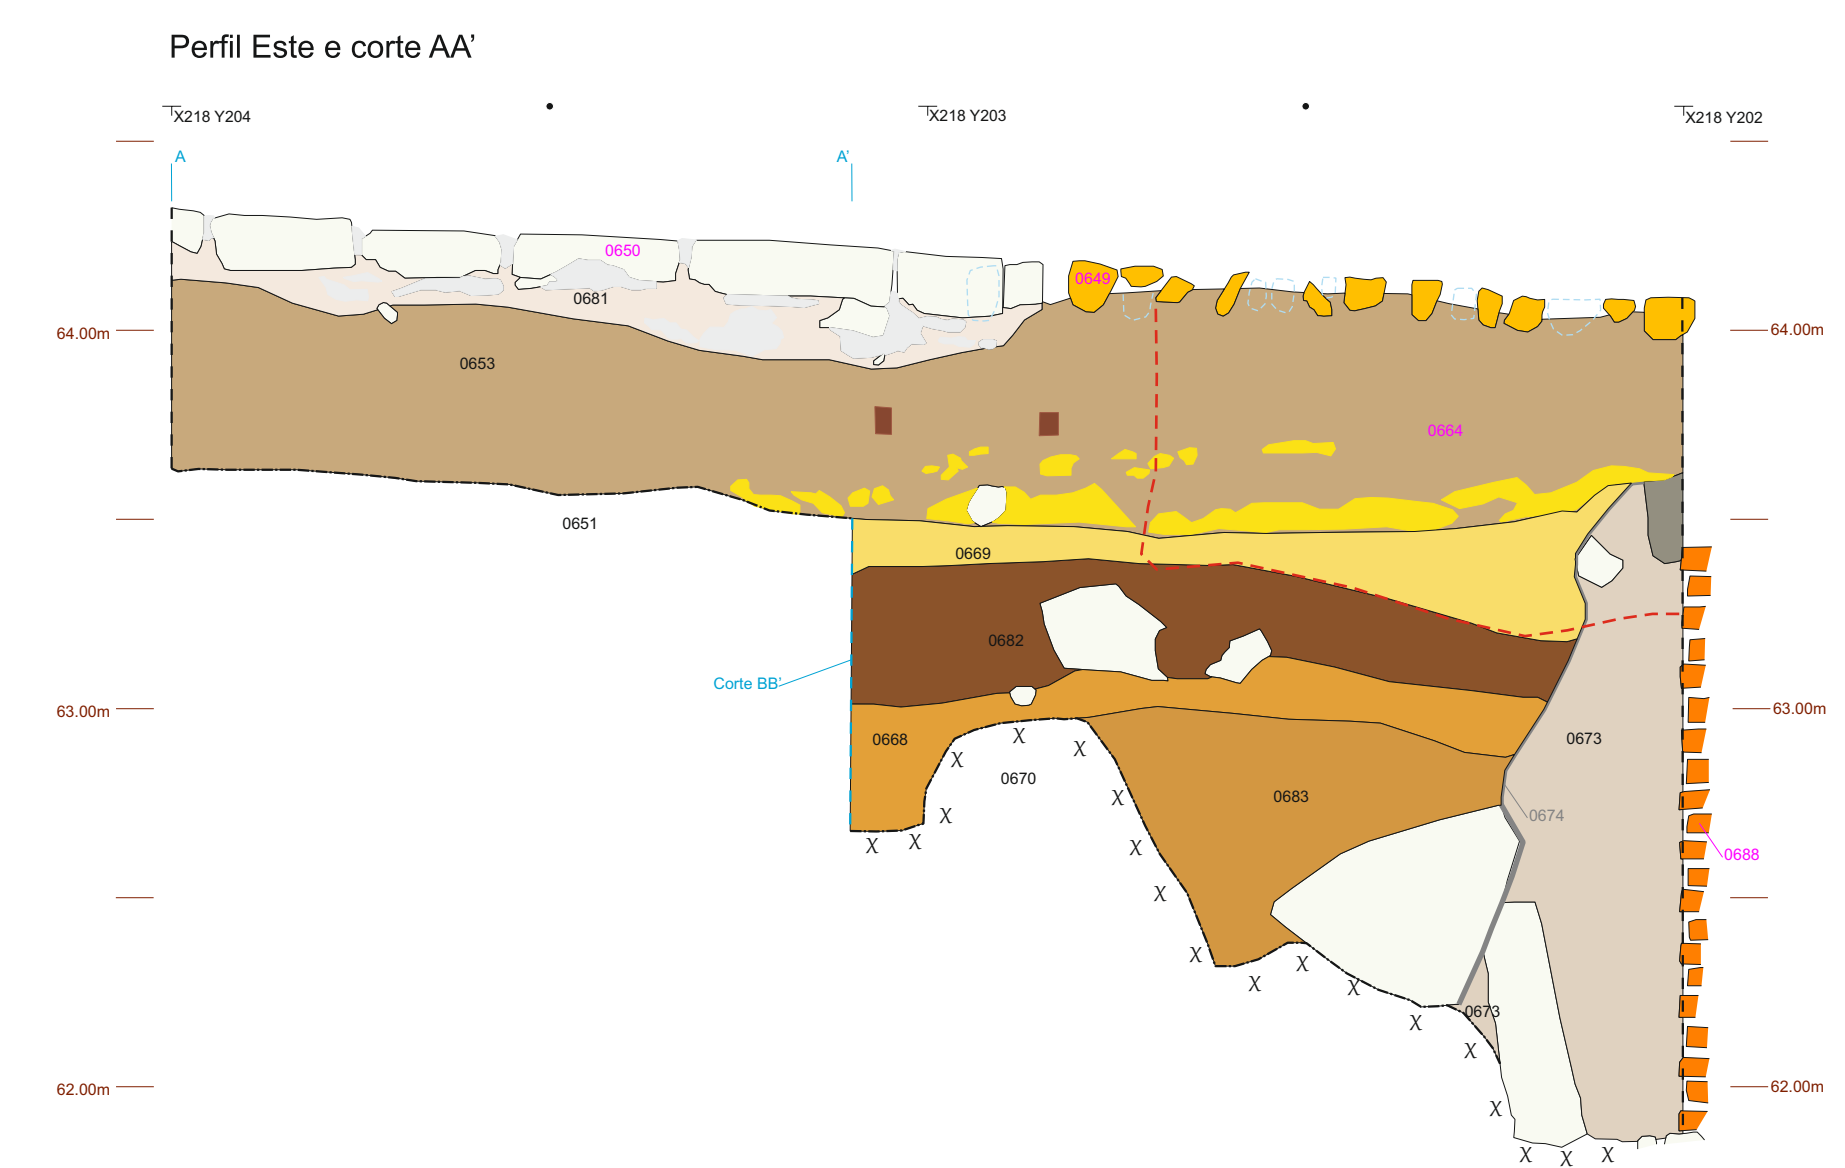 Perfil Este e corte AA’
X218 Y204
X218 Y203
X218 Y202
A
A’
0650
0649
0681
64.00m
64.00m
0653
0664
0651
0669
0682
Corte BB’
63.00m
63.00m
0668
0673
0670
0683
0674
0688
0673
62.00m
62.00m